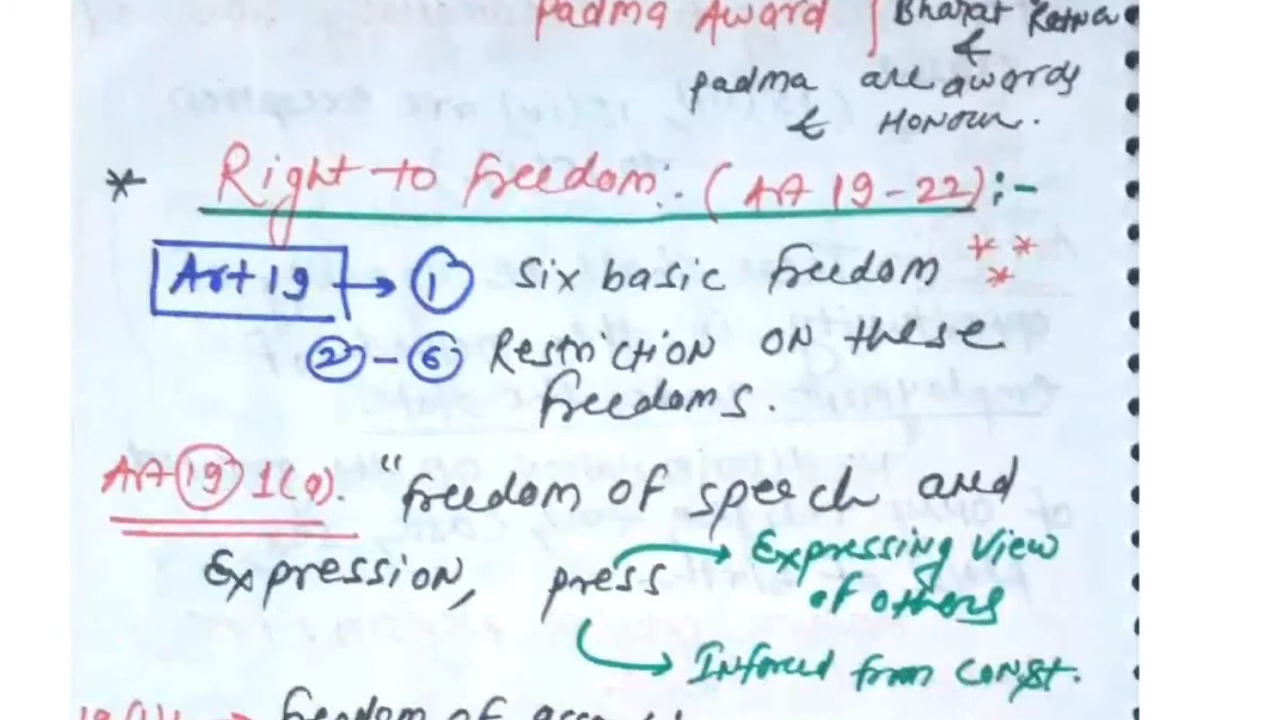 Padma Award Bharat Ratna
&
padma are awards
& HONOUR.
* Right to freedom:. (Art 19-22):-
Art 19 → ① Six basic freedom ***
② - ⑥ Restriction ON these
freedoms.
Art 19 1(a). "freedom of speech and
Expression, press → Expressing View
of others
→ Inferred from Const.
freedom of